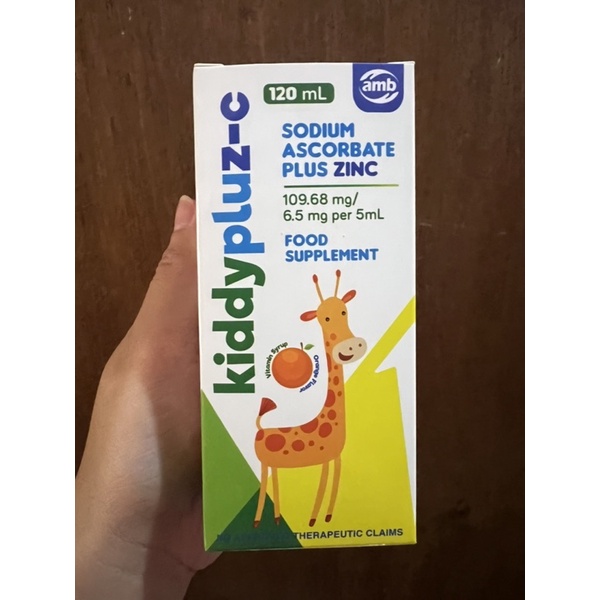 120 mL
amb
kiddypluz-c
SODIUM
ASCORBATE
PLUS ZINC
109.68 mg/
6.5 mg per 5mL
FOOD
SUPPLEMENT
Vitamin Syrup
Orange Flavor
THERAPEUTIC CLAIMS